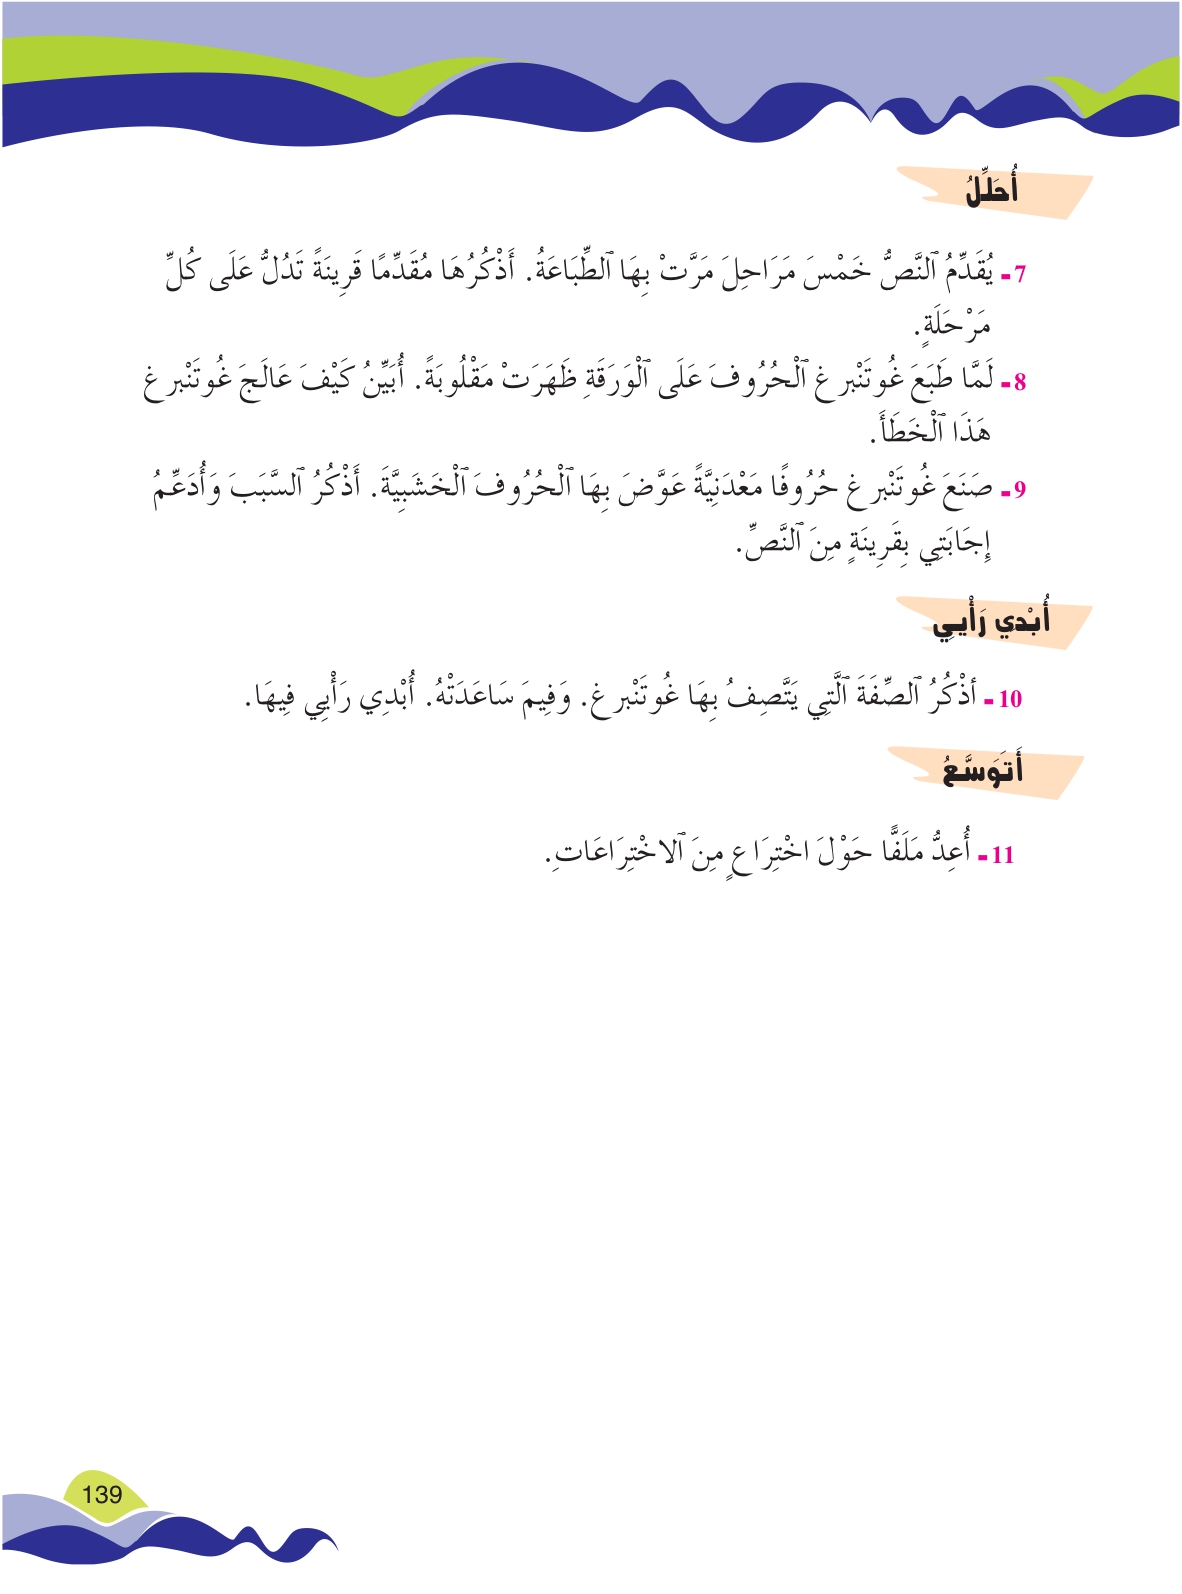 أُحَلِّلُ
7- يُقَدِّمُ ٱلنَّصُّ خَمْسَ مَرَاحِلَ مَرَّتْ بِهَا ٱلطِّبَاعَةُ. أَذْكُرُهَا مُقَدِّمًا قَرِينَةً تَدُلُّ عَلَى كُلِّ
مَرْحَلَةٍ.
8- لَمَّا طَبَعَ غُوتَنْبرغ ٱلْحُرُوفَ عَلَى ٱلْوَرَقَةِ ظَهَرَتْ مَقْلُوبَةً. أُبَيِّنُ كَيْفَ عَالَجَ غُوتَنْبرغ
هَذَا ٱلْخَطَأَ.
9- صَنَعَ غُوتَنْبرغ حُرُوفًا مَعْدَنِيَّةً عَوَّضَ بِهَا ٱلْحُرُوفَ ٱلْخَشَبِيَّةَ. أَذْكُرُ ٱلسَّبَبَ وَأُدَعِّمُ
إِجَابَتِي بِقَرِينَةٍ مِنَ ٱلنَّصِّ.
أُبْدِي رَأْيِي
10- أذْكُرُ ٱلصِّفَةَ ٱلَّتِي يَتَّصِفُ بِهَا غُوتَنْبرغ. وَفِيمَ سَاعَدَتْهُ. أُبْدِي رَأْيِي فِيهَا.
أَتَوَسَّعُ
11- أُعِدُّ مَلَفًّا حَوْلَ اخْتِرَاعٍ مِنَ ٱلاخْتِرَاعَاتِ.
139